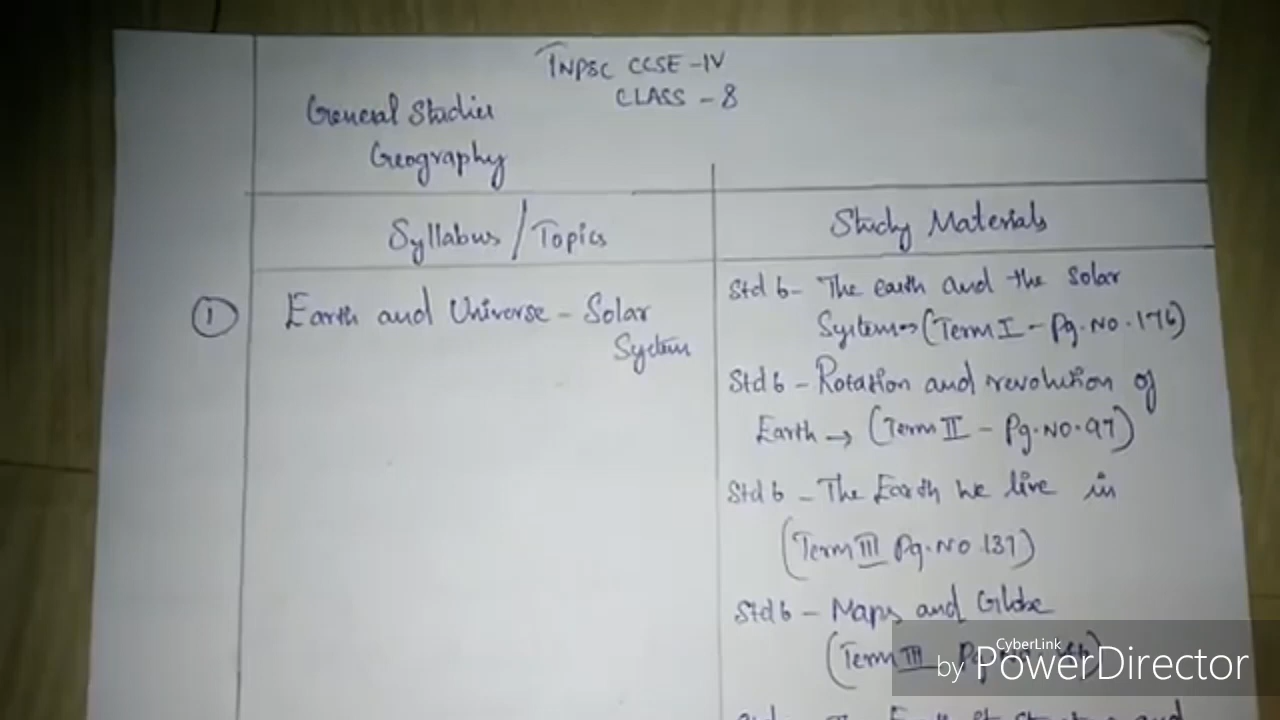 TNPSC CCSE -IV
CLASS - 8
General Studies
Geography
Syllabus / Topics
Study Materials
1
Earth and Universe - Solar
System
Std 6- The earth and the Solar
System→(Term I - Pg.No.176)
Std 6 - Rotation and revolution of
Earth → (Term II - Pg.No.97)
Std 6 - The Earth we live in
(Term III Pg.No.137)
Std 6 - Maps and Globe
(Term III
CyberLink
by PowerDirector